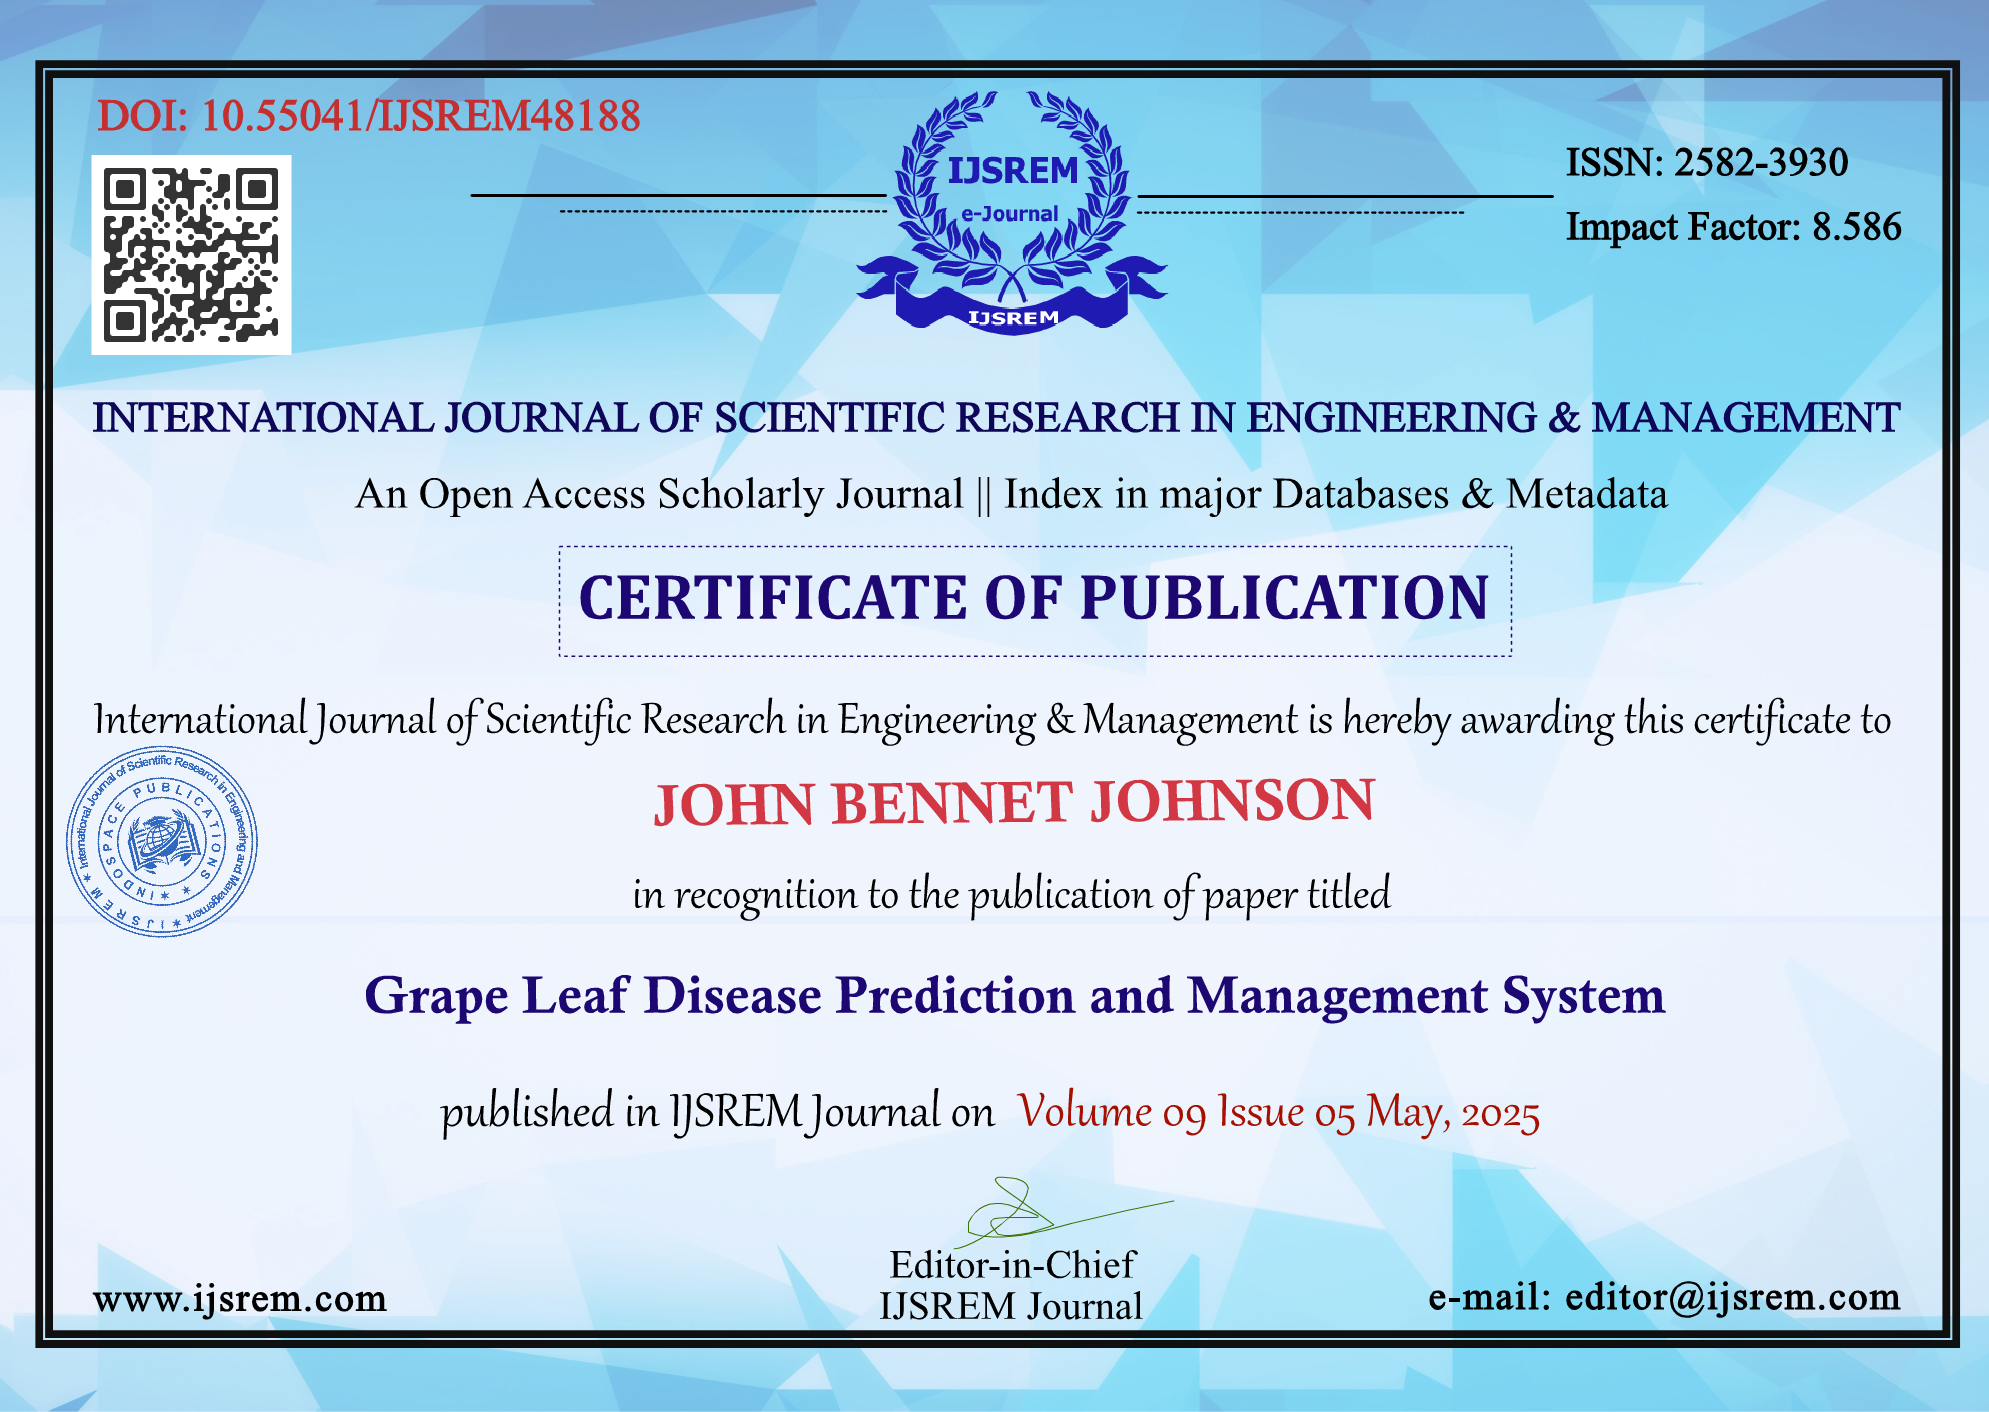 DOI: 10.55041/IJSREM48188
IJSREM
e-Journal
IJSREM
ISSN: 2582-3930
Impact Factor: 8.586
INTERNATIONAL JOURNAL OF SCIENTIFIC RESEARCH IN ENGINEERING & MANAGEMENT
An Open Access Scholarly Journal || Index in major Databases & Metadata
CERTIFICATE OF PUBLICATION
International Journal of Scientific Research in Engineering & Management is hereby awarding this certificate to
International Journal of Scientific Research in Engineering and Management ★ IJSREM ★
INDOSPACE PUBLICATIONS ★ ★
JOHN BENNET JOHNSON
in recognition to the publication of paper titled
Grape Leaf Disease Prediction and Management System
published in IJSREM Journal on Volume 09 Issue 05 May, 2025
Editor-in-Chief
IJSREM Journal
www.ijsrem.com
e-mail: editor@ijsrem.com